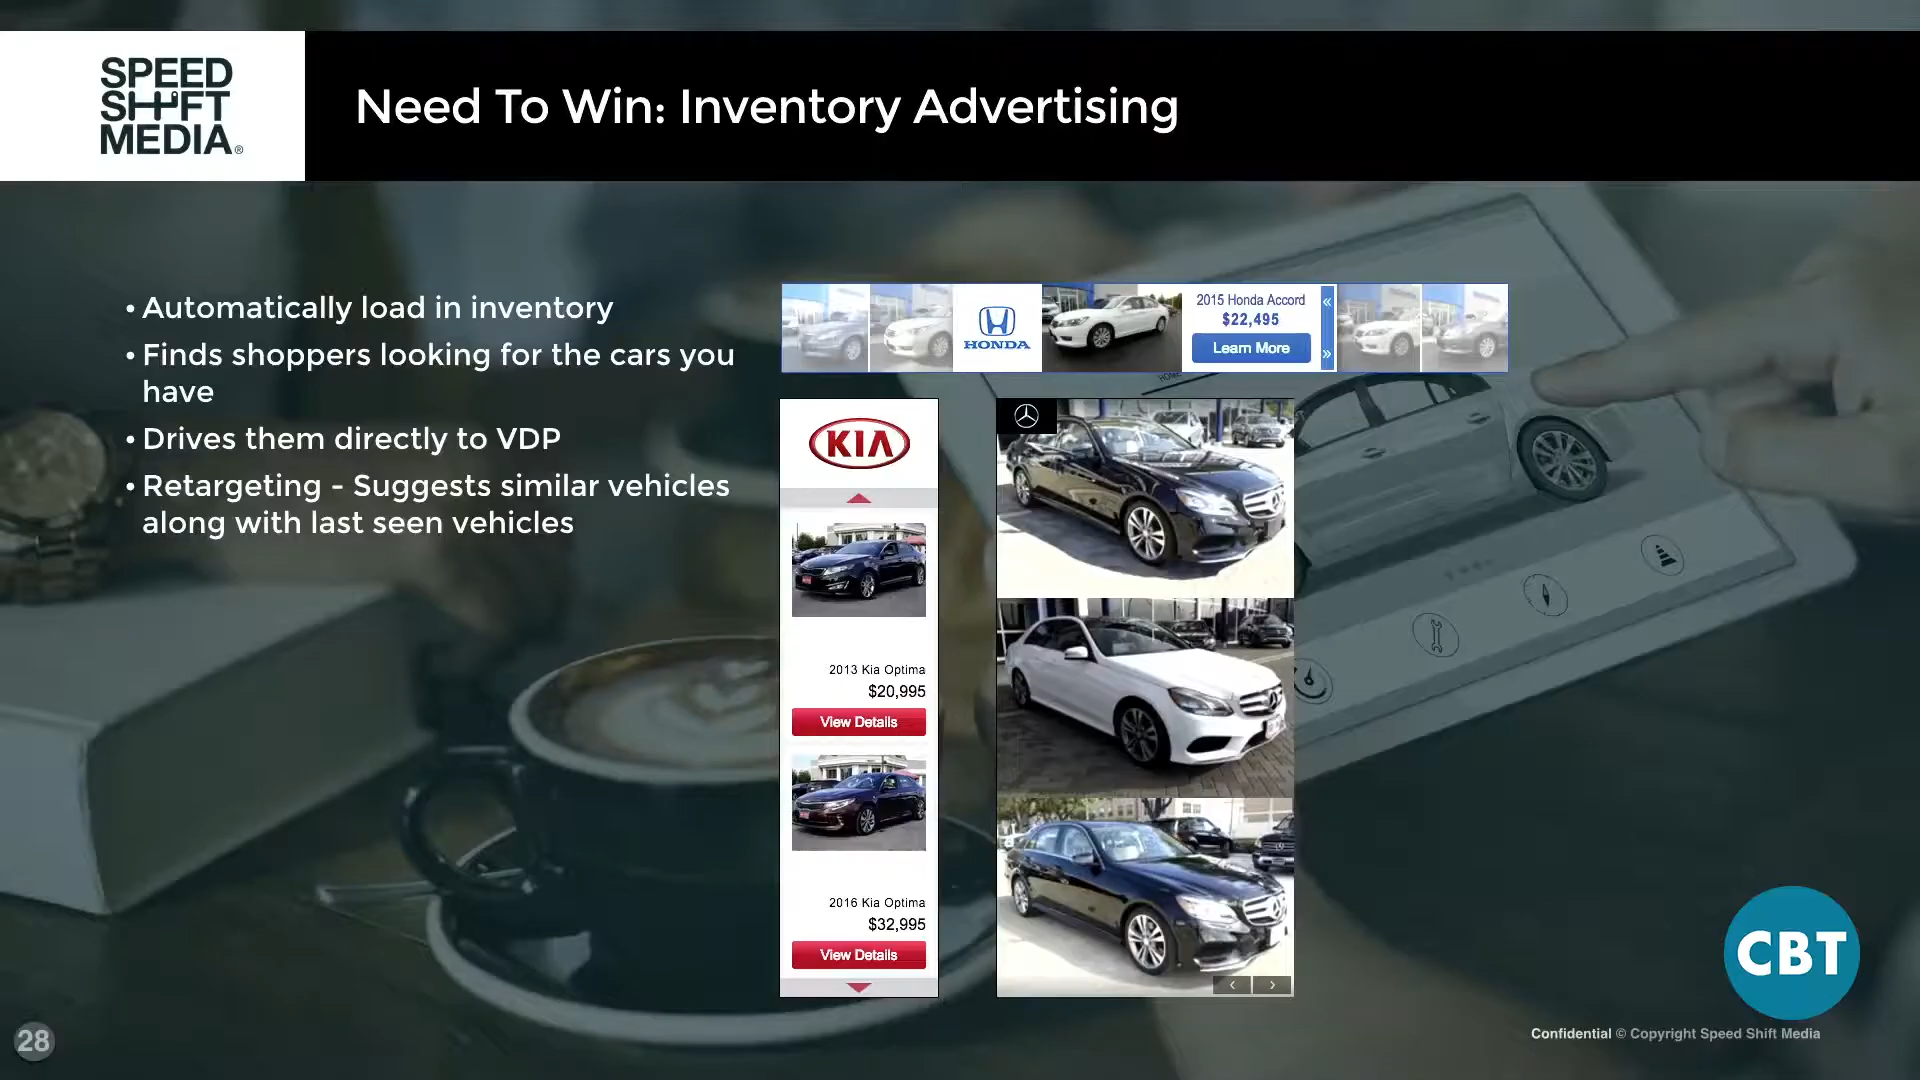 SPEED
SHIFT
MEDIA®
Need To Win: Inventory Advertising
• Automatically load in inventory
• Finds shoppers looking for the cars you
have
• Drives them directly to VDP
• Retargeting - Suggests similar vehicles
along with last seen vehicles
HONDA
2015 Honda Accord
$22,495
Learn More
«
»
KIA
2013 Kia Optima
$20,995
View Details
2016 Kia Optima
$32,995
View Details
‹ ›
HOME
CBT
28
Confidential © Copyright Speed Shift Media